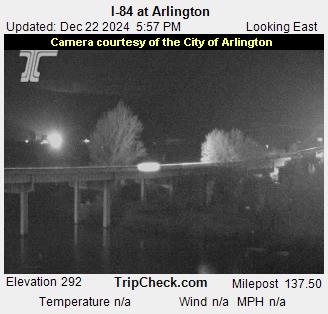 I-84 at Arlington
Updated: Dec 22 2024 5:57 PM Looking East
Camera courtesy of the City of Arlington
Elevation 292 TripCheck.com Milepost 137.50
Temperature n/a Wind n/a MPH n/a